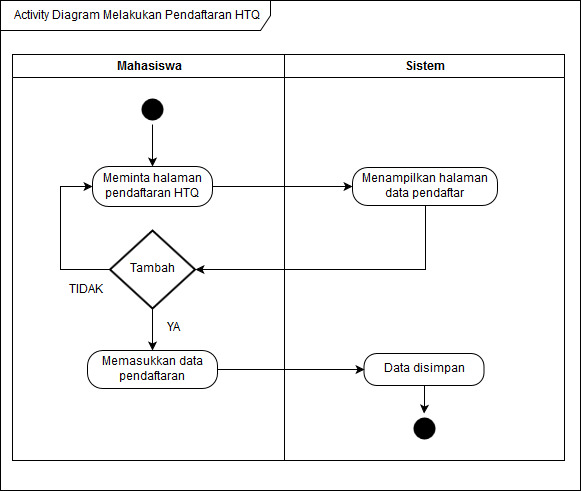 Activity Diagram Melakukan Pendaftaran HTQ
Mahasiswa
Sistem
Meminta halaman
pendaftaran HTQ
Menampilkan halaman
data pendaftar
Tambah
TIDAK
YA
Memasukkan data
pendaftaran
Data disimpan